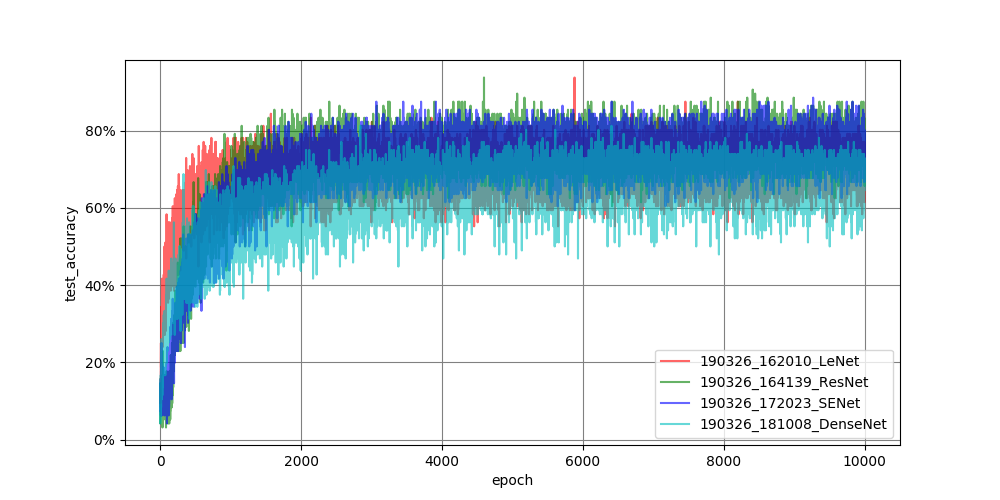 test_accuracy
80%
60%
40%
20%
0%
190326_162010_LeNet
190326_164139_ResNet
190326_172023_SENet
190326_181008_DenseNet
0 2000 4000 6000 8000 10000
epoch